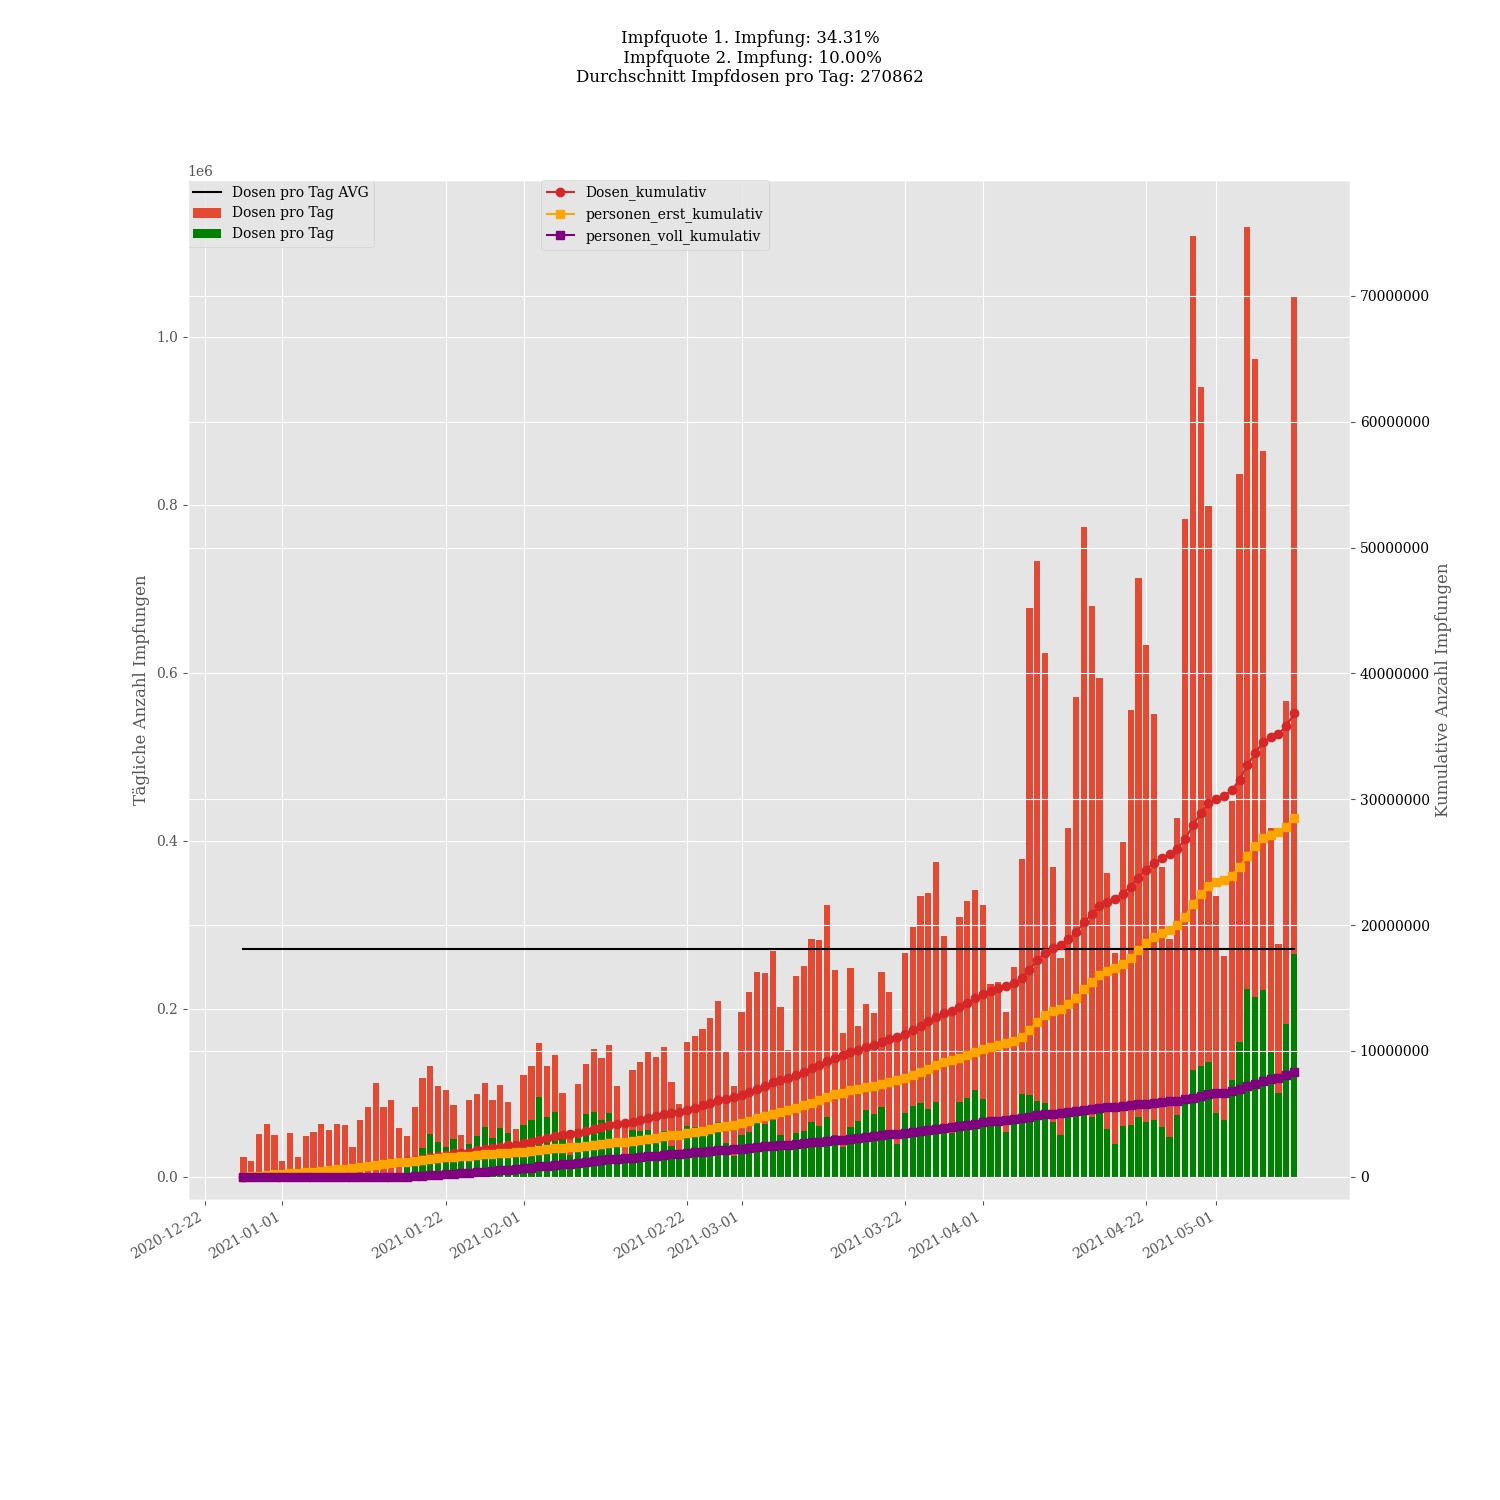 Impfquote 1. Impfung: 34.31%
Impfquote 2. Impfung: 10.00%
Durchschnitt Impfdosen pro Tag: 270862
1e6
Dosen pro Tag AVG
Dosen pro Tag
Dosen pro Tag
Dosen_kumulativ
personen_erst_kumulativ
personen_voll_kumulativ
1.0
0.8
0.6
0.4
0.2
0.0
Tägliche Anzahl Impfungen
70000000
60000000
50000000
40000000
30000000
20000000
10000000
0
Kumulative Anzahl Impfungen
2020-12-22
2021-01-01
2021-01-22
2021-02-01
2021-02-22
2021-03-01
2021-03-22
2021-04-01
2021-04-22
2021-05-01